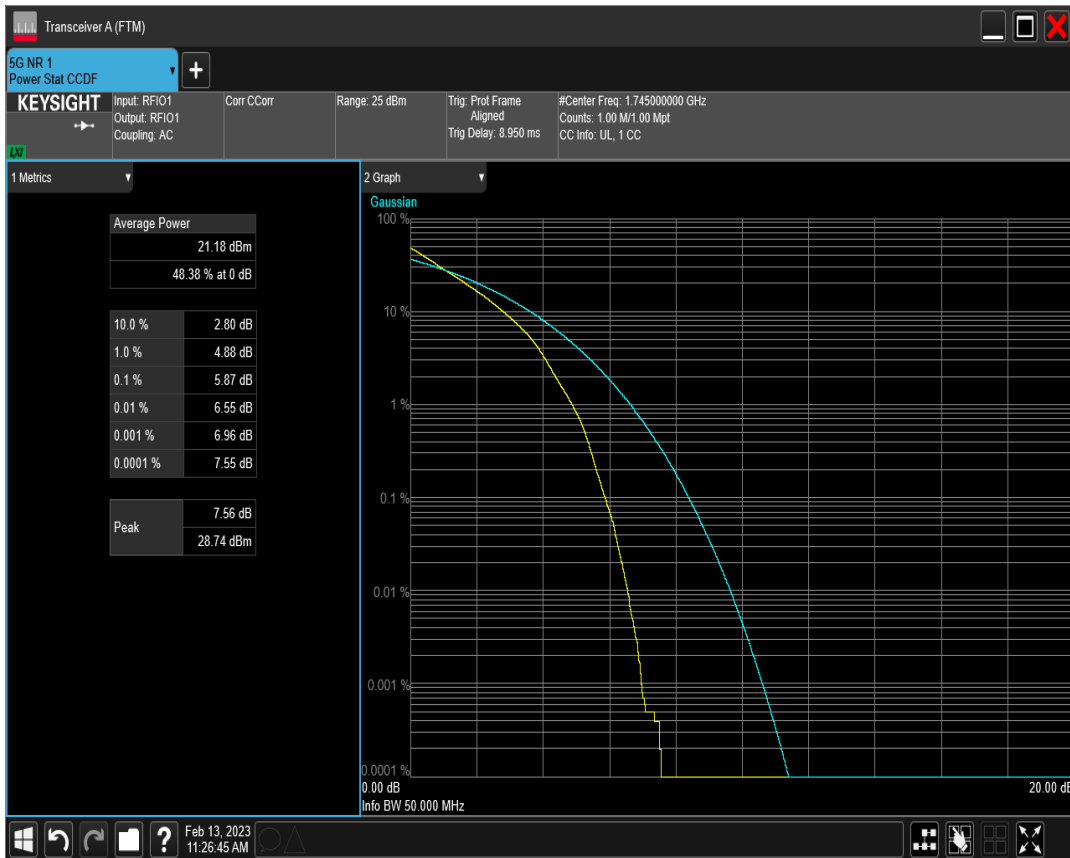 Transceiver A (FTM)
5G NR 1
Power Stat CCDF
+
KEYSIGHT
LXI
Input: RFIO1
Output: RFIO1
Coupling: AC
Corr CCorr
Range: 25 dBm
Trig: Prot Frame
Aligned
Trig Delay: 8.950 ms
#Center Freq: 1.745000000 GHz
Counts: 1.00 M/1.00 Mpt
CC Info: UL, 1 CC
1 Metrics
Average Power
21.18 dBm
48.38 % at 0 dB
10.0 % 2.80 dB
1.0 % 4.88 dB
0.1 % 5.87 dB
0.01 % 6.55 dB
0.001 % 6.96 dB
0.0001 % 7.55 dB
Peak
7.56 dB
28.74 dBm
2 Graph
Gaussian
100 %
10 %
1 %
0.1 %
0.01 %
0.001 %
0.0001 %
0.00 dB 20.00 dB
Info BW 50.000 MHz
?
Feb 13, 2023
11:26:45 AM